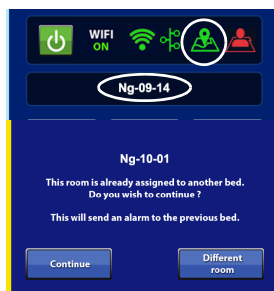 WIFI
ON
Ng-09-14
Ng-10-01
This room is already assigned to another bed.
Do you wish to continue ?
This will send an alarm to the previous bed.
Continue
Different
room